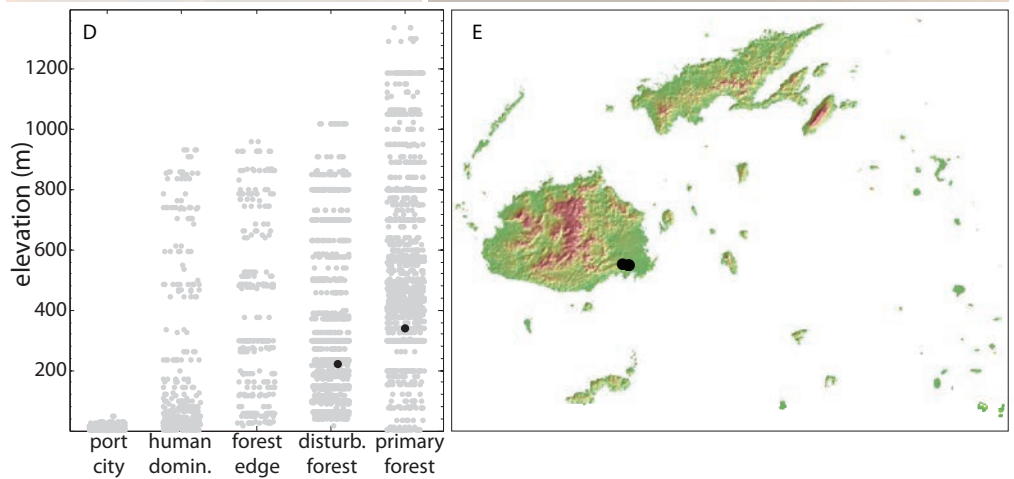 D
E
1200
1000
800
600
400
200
elevation (m)
port city
human domin.
forest edge
disturb. forest
primary forest